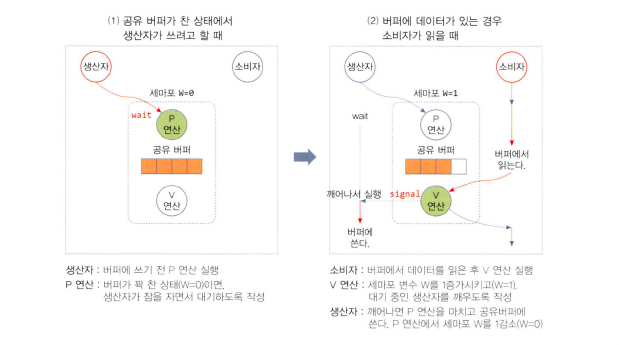 (1) 공유 버퍼가 찬 상태에서
생산자가 쓰려고 할 때
생산자
소비자
세마포 W=0
wait
P
연산
공유 버퍼
V
연산
생산자 : 버퍼에 쓰기 전 P 연산 실행
P 연산 : 버퍼가 꽉 찬 상태(W=0)이면,
생산자가 잠을 자면서 대기하도록 작성
(2) 버퍼에 데이터가 있는 경우
소비자가 읽을 때
생산자
소비자
세마포 W=1
wait
P
연산
공유 버퍼
버퍼에서
읽는다.
깨어나서 실행
signal
V
연산
버퍼에
쓴다.
소비자 : 버퍼에서 데이터를 읽은 후 V 연산 실행
V 연산 : 세마포 변수 W를 1증가시키고(W=1),
대기 중인 생산자를 깨우도록 작성
생산자 : 깨어나면 P 연산을 마치고 공유버퍼에
쓴다. P 연산에서 세마포 W를 1감소(W=0)